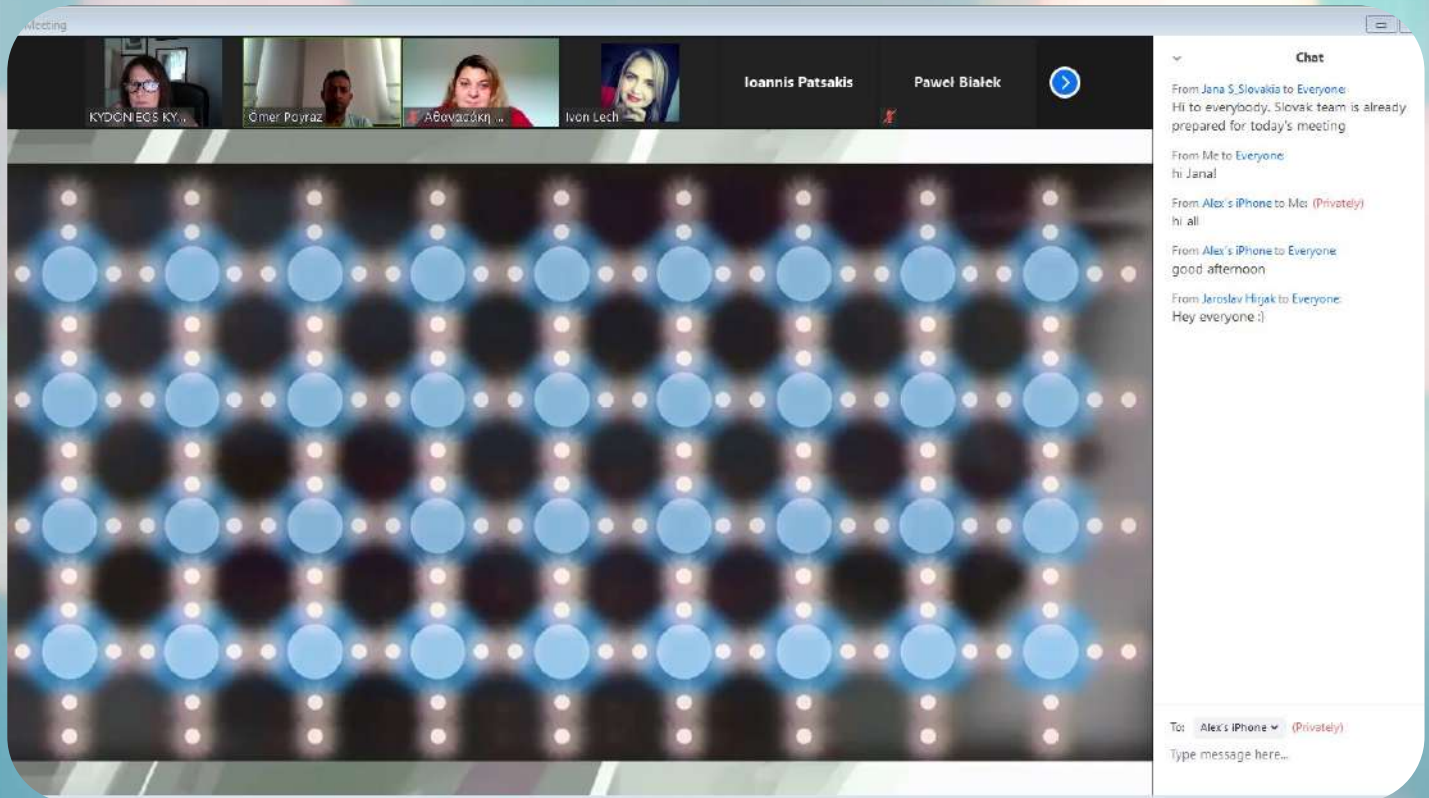 Meeting
KYDONIEOS KY...
Ömer Poyraz
Αθανασάκη ...
Ivon Lech
Ioannis Patsakis
Paweł Białek
Chat
From Jana S_Slovakia to Everyone:
Hi to everybody. Slovak team is already
prepared for today's meeting
From Me to Everyone:
hi Jana!
From Alex's iPhone to Me: (Privately)
hi all
From Alex's iPhone to Everyone:
good afternoon
From Jaroslav Hirjak to Everyone:
Hey everyone :)
To: Alex's iPhone (Privately)
Type message here...